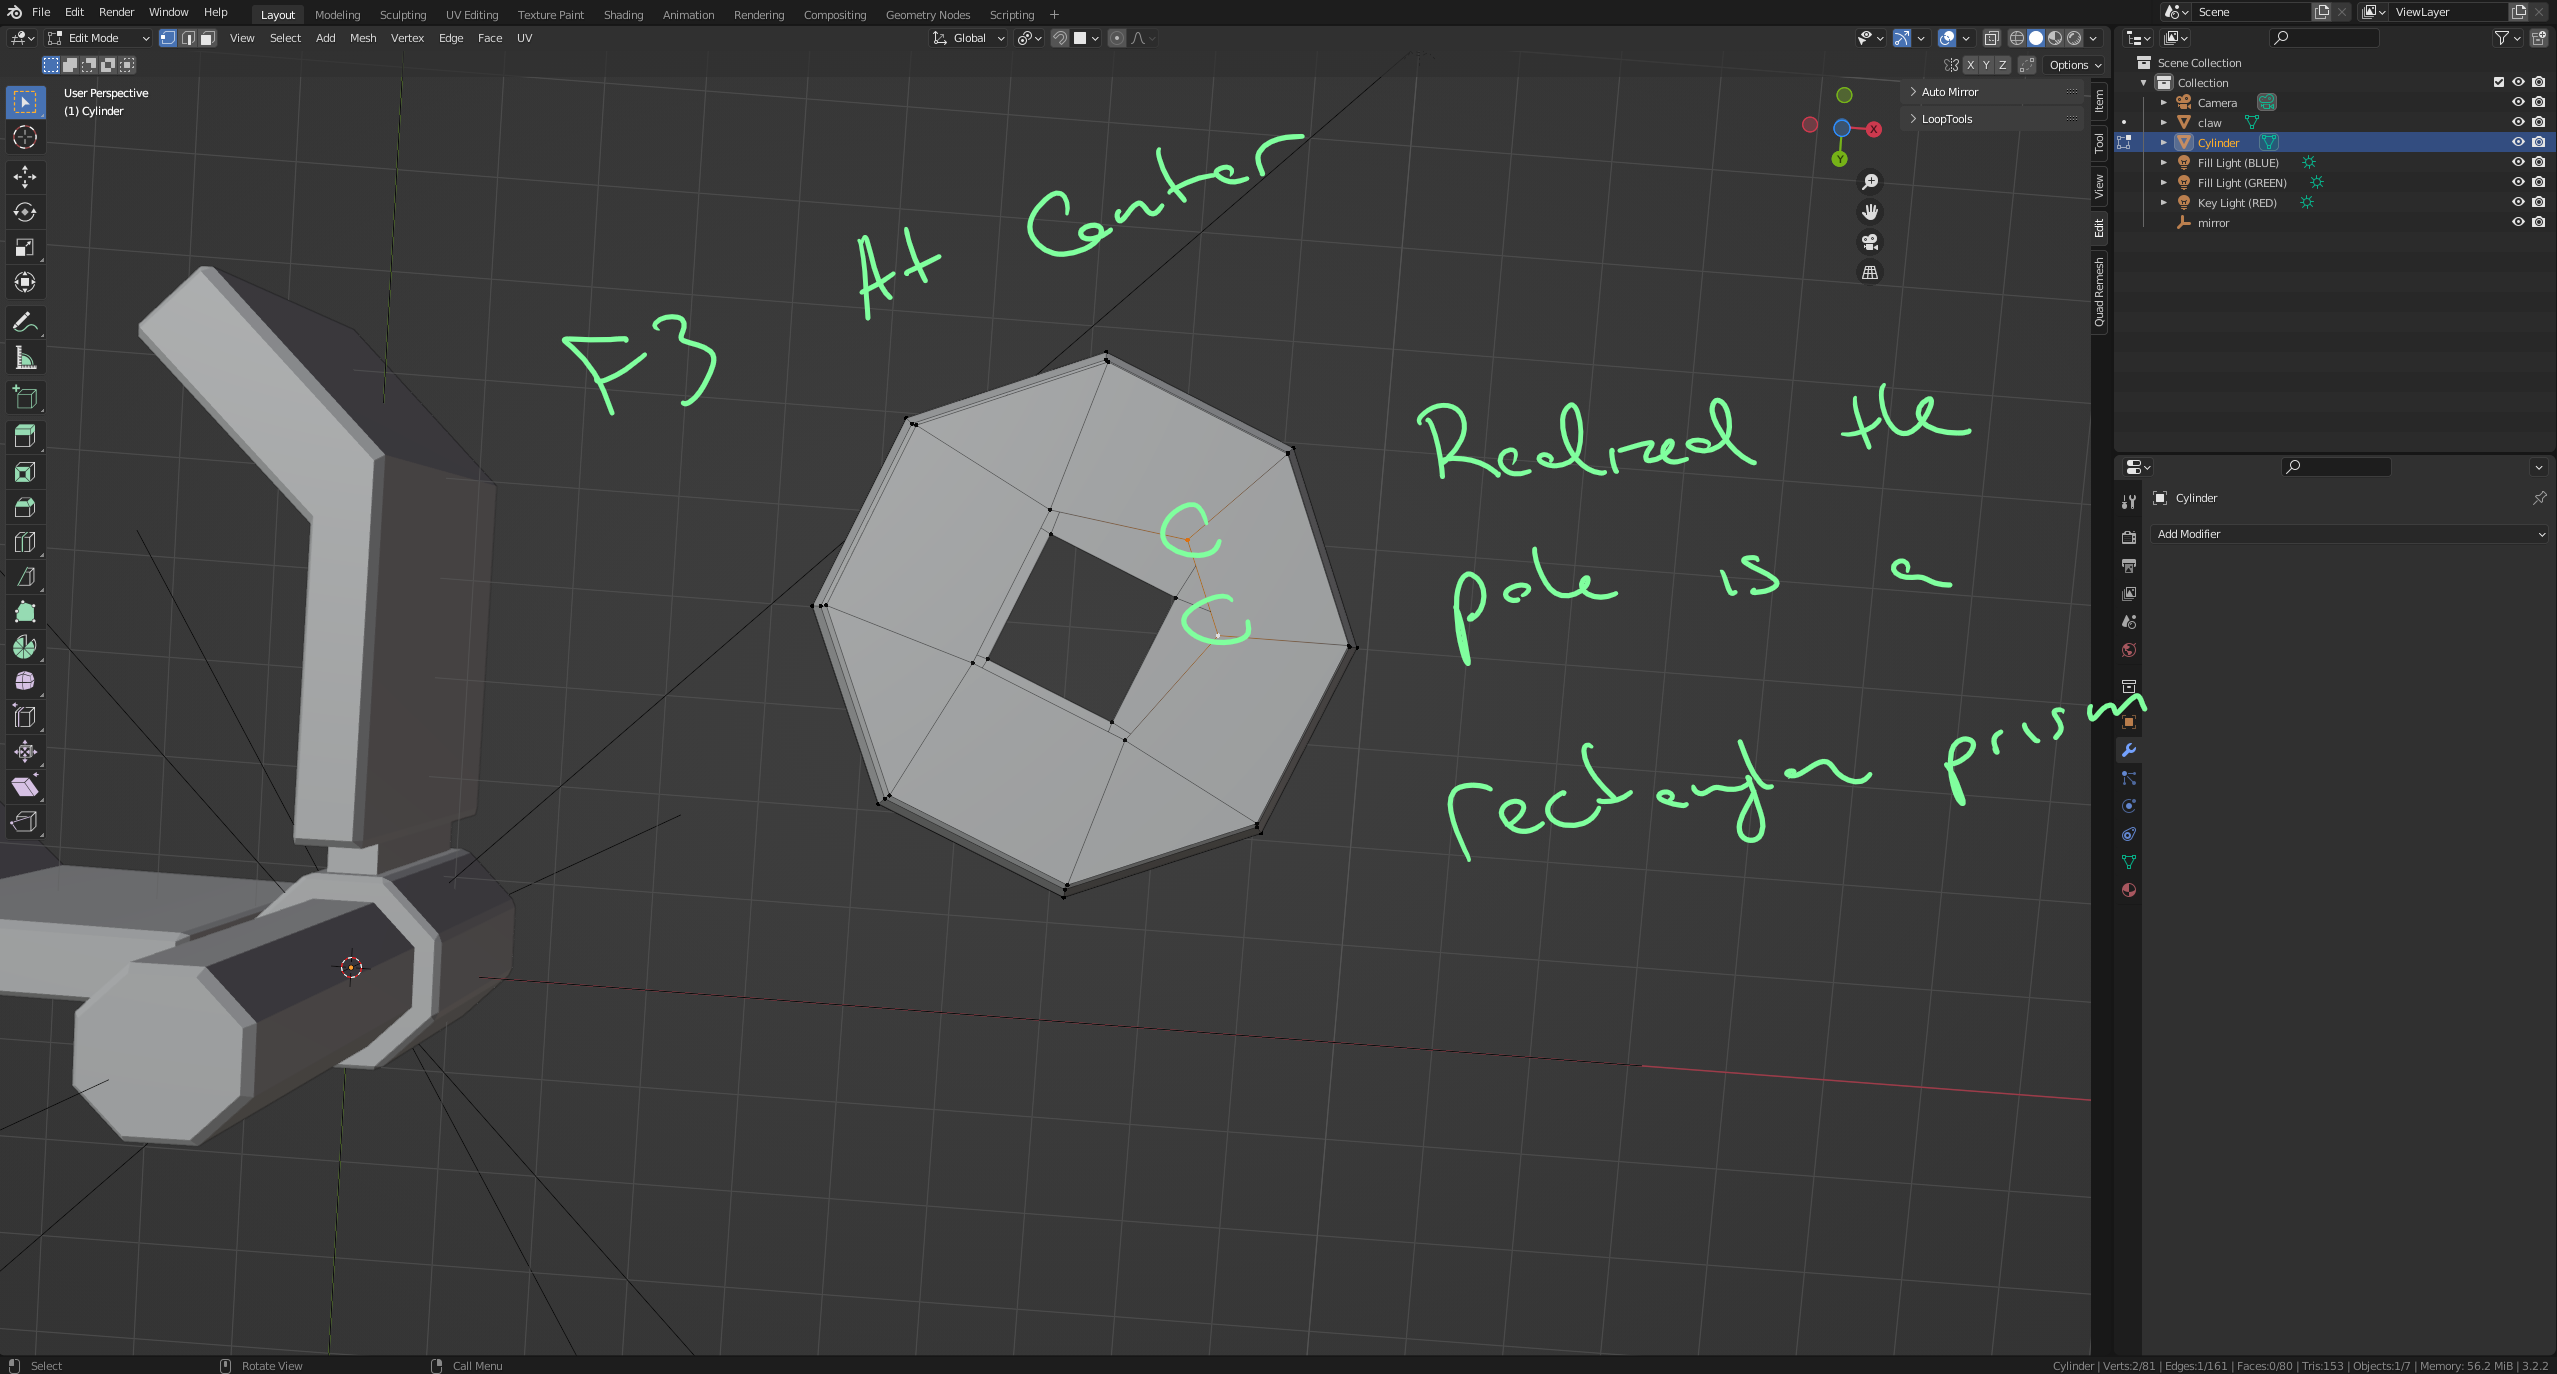 File Edit Render Window Help Layout Modeling Sculpting UV Editing Texture Paint Shading Animation Rendering Compositing Geometry Nodes Scripting + Scene ViewLayer
Edit Mode View Select Add Mesh Vertex Edge Face UV Global
X Y Z Options
User Perspective
(1) Cylinder
Auto Mirror
LoopTools
X
Y
Item
Tool
View
Edit
Quad Remesh
Scene Collection
Collection
Camera
claw
Cylinder
Fill Light (BLUE)
Fill Light (GREEN)
Key Light (RED)
mirror
Cylinder
Add Modifier
F3 At Center
C
C
Realized the
pole is a
prism
Select Rotate View Call Menu Cylinder | Verts:2/81 | Edges:1/161 | Faces:0/80 | Tris:153 | Objects:1/7 | Memory: 56.2 MiB | 3.2.2